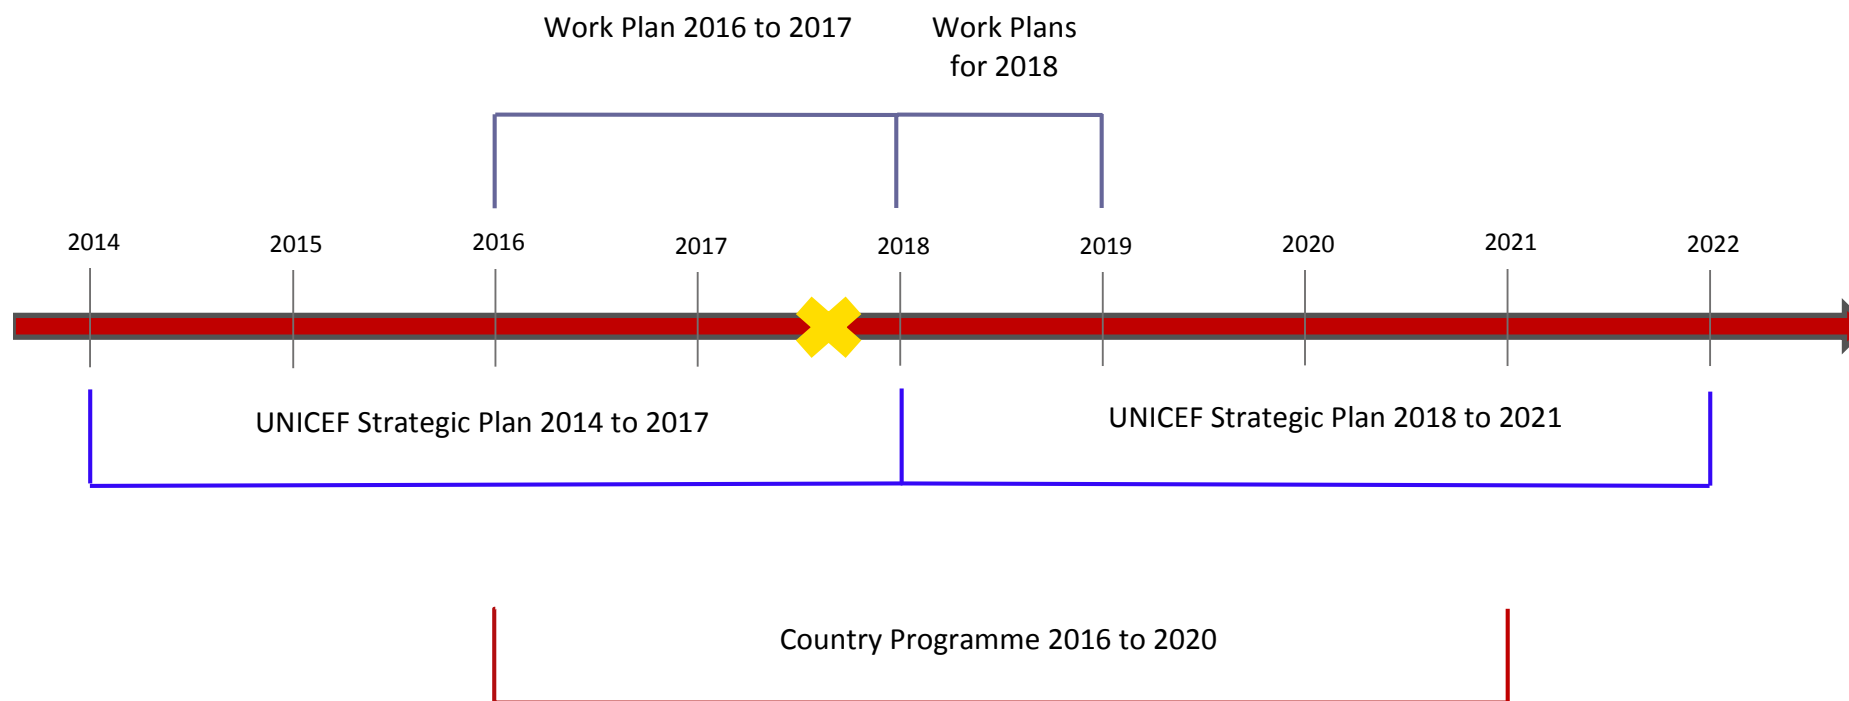 Work Plan 2016 to 2017
Work Plans
for 2018
2014
2015
2016
2017
2018
2019
2020
2021
2022
UNICEF Strategic Plan 2014 to 2017
UNICEF Strategic Plan 2018 to 2021
Country Programme 2016 to 2020